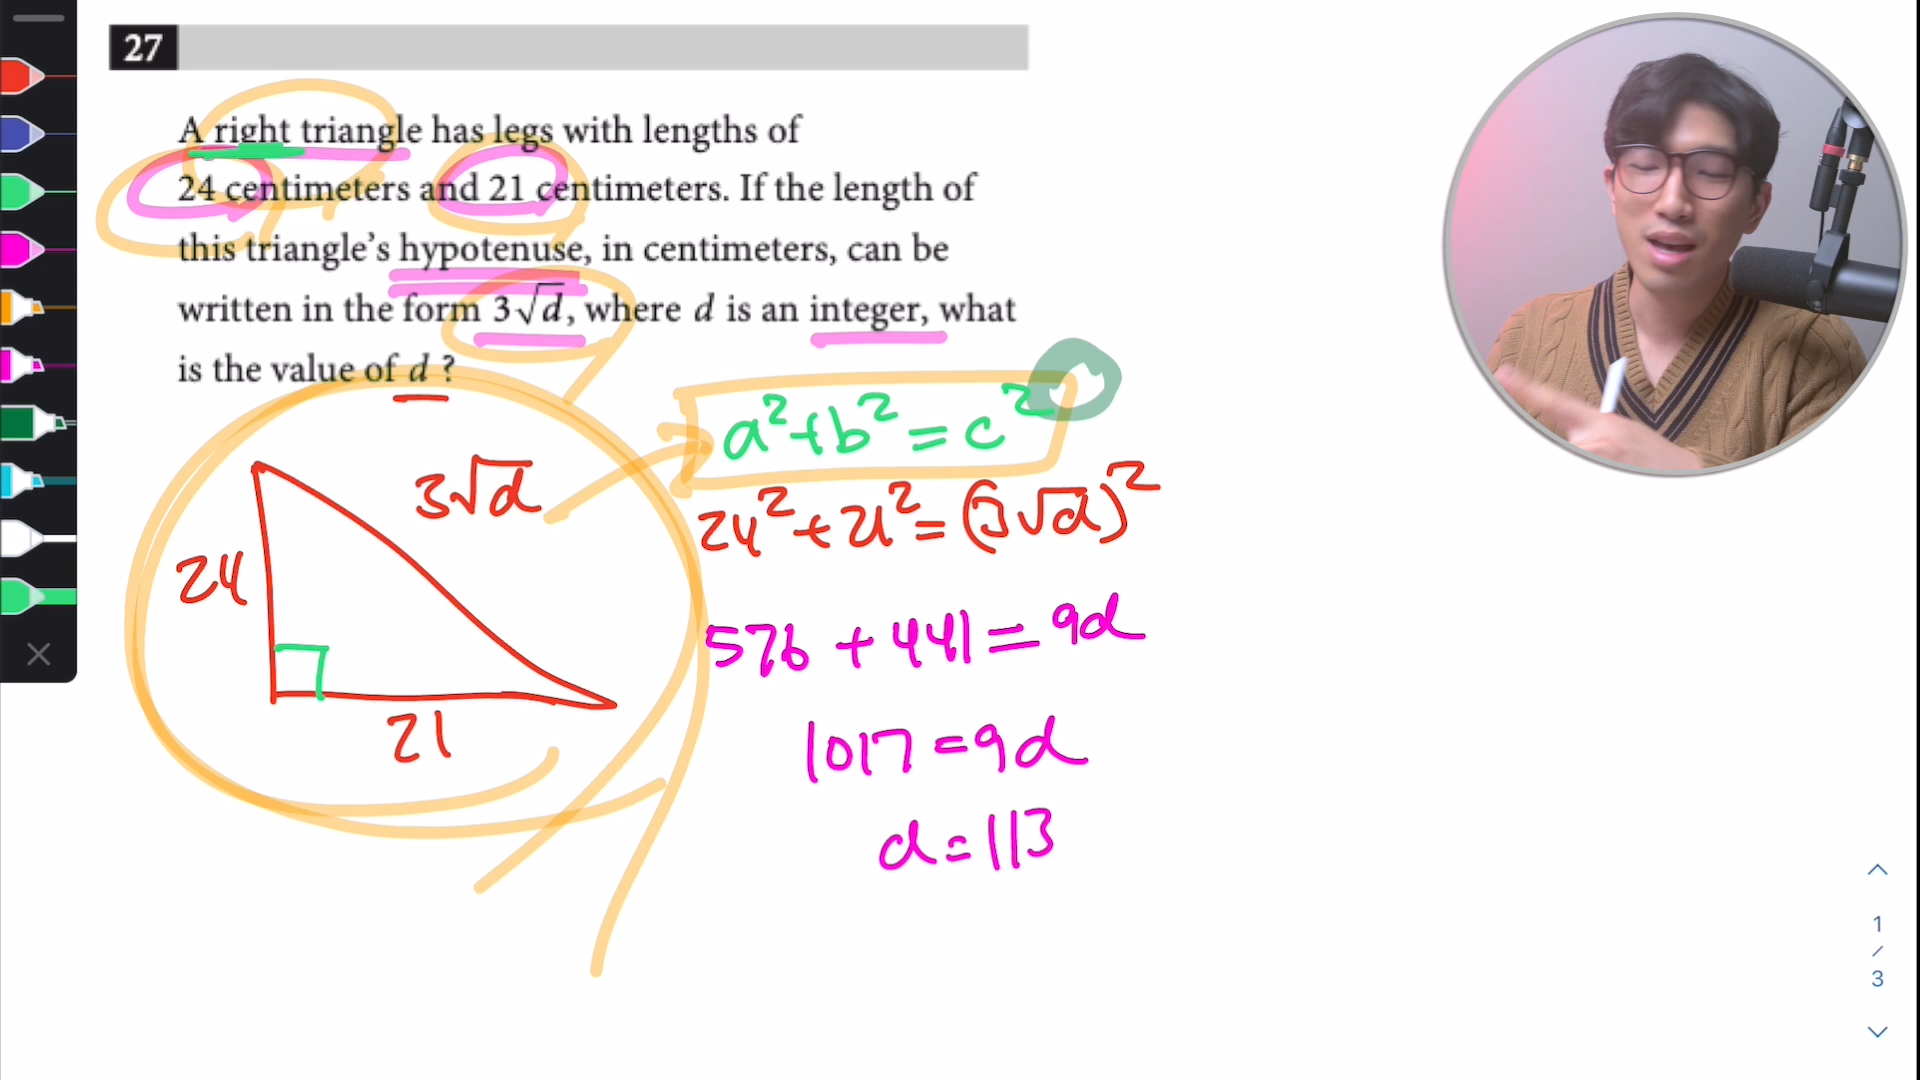 27
A right triangle has legs with lengths of
24 centimeters and 21 centimeters. If the length of
this triangle’s hypotenuse, in centimeters, can be
written in the form 3√d, where d is an integer, what
is the value of d ?
a²+b²=c²
3√d
24²+21²=(3√d)²
24
576+441=9d
21
1017=9d
d=113
1
/
3